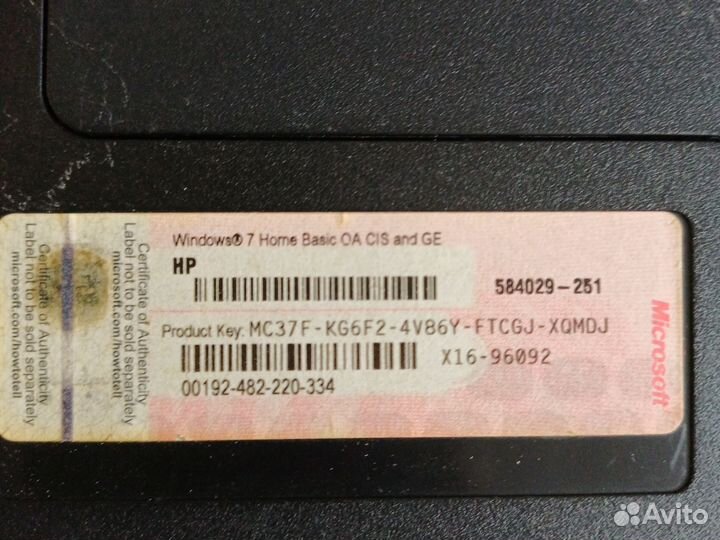 Windows® 7 Home Basic OA CIS and GE
HP
584029-251
Product Key: MC37F-KG6F2-4VB6Y-FTCGJ-XQMDJ
X16-96092
00192-482-220-334
Microsoft
Certificate of Authenticity
Label not to be sold separately
microsoft.com/howtotell
Certificate of Authenticity
Label not to be sold separately
microsoft.com/howtotell
Avito